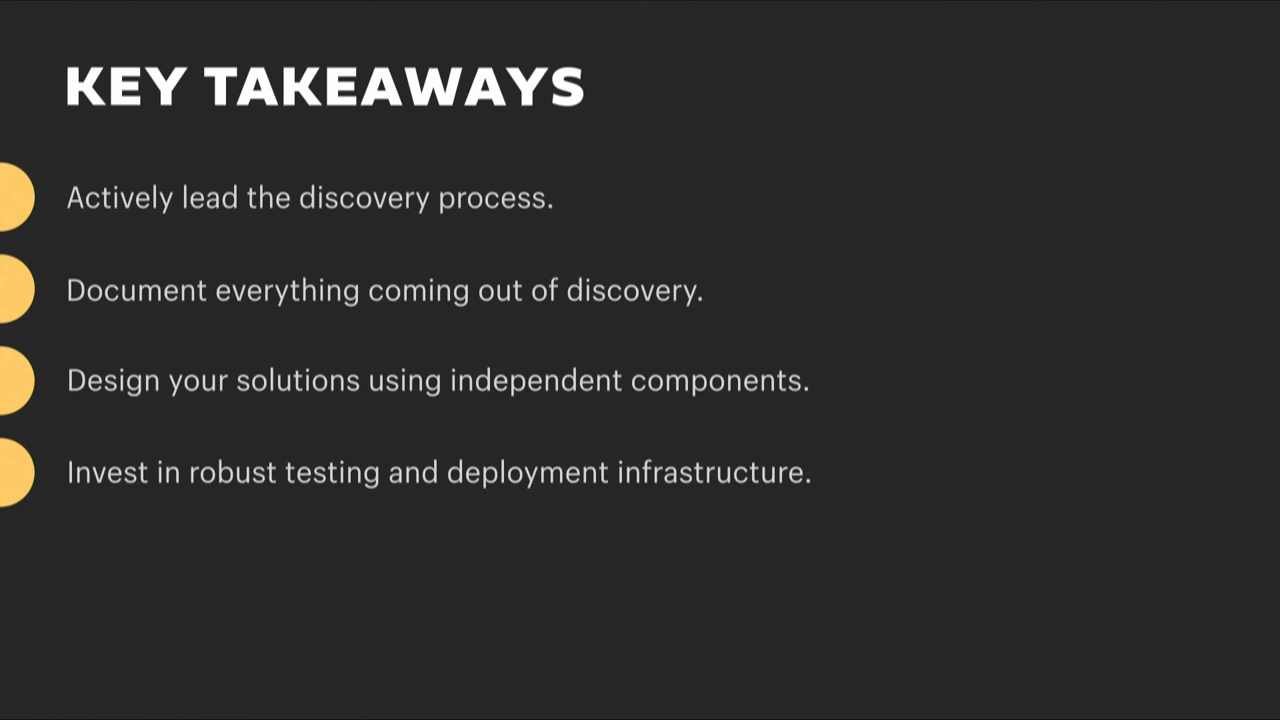 KEY TAKEAWAYS
Actively lead the discovery process.
Document everything coming out of discovery.
Design your solutions using independent components.
Invest in robust testing and deployment infrastructure.